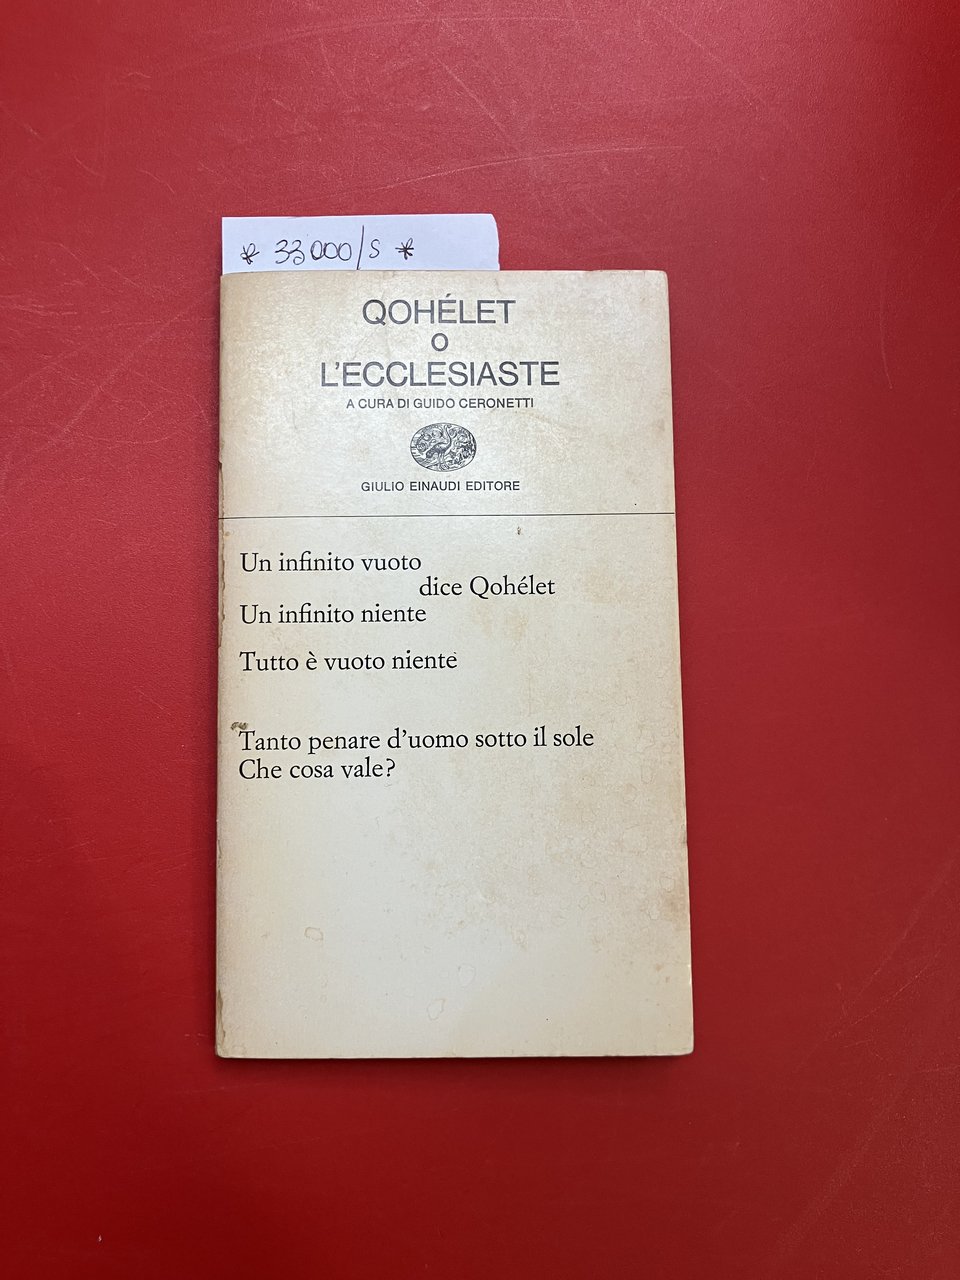 * 33000/S *
QOHÉLET
O
L'ECCLESIASTE
A CURA DI GUIDO CERONETTI
GIULIO EINAUDI EDITORE
Un infinito vuoto
dice Qohélet
Un infinito niente
Tutto è vuoto niente
Tanto penare d'uomo sotto il sole
Che cosa vale?